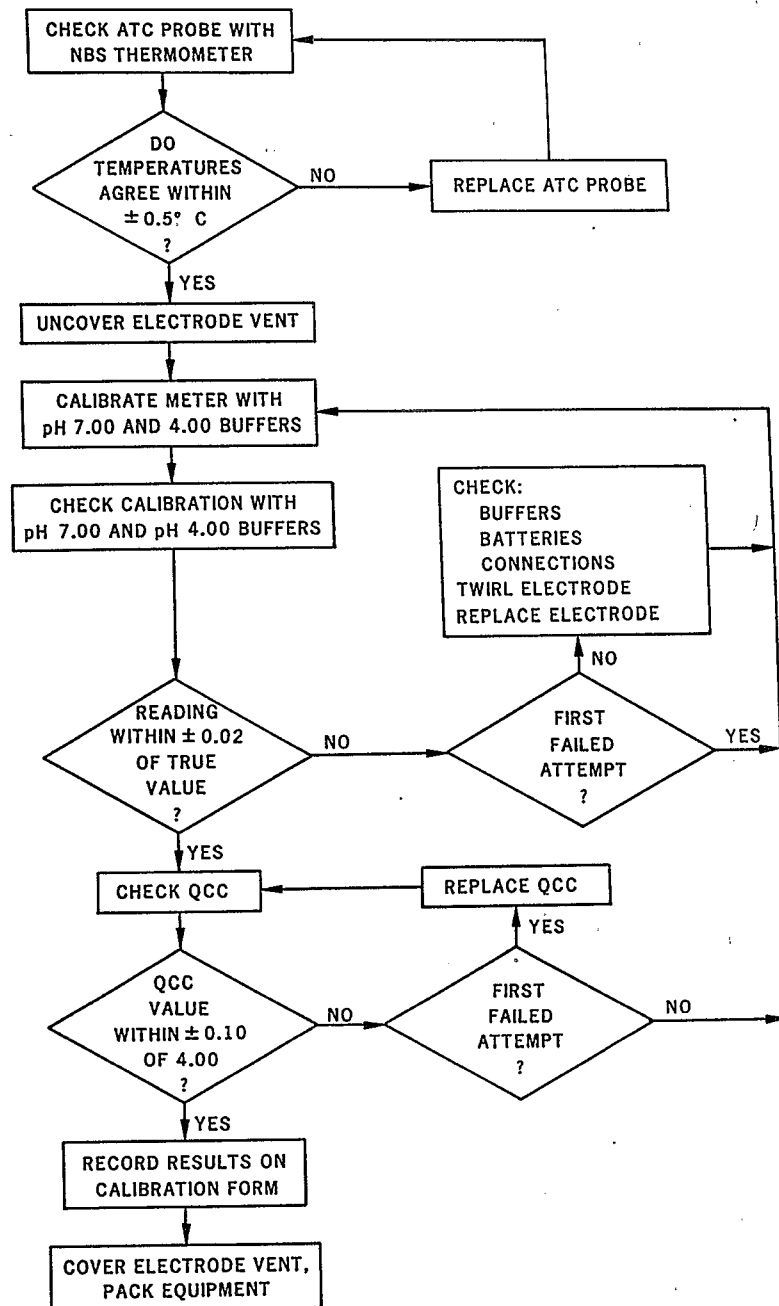 CHECK ATC PROBE WITH
NBS THERMOMETER
DO
TEMPERATURES
AGREE WITHIN
± 0.5° C
?
NO
REPLACE ATC PROBE
YES
UNCOVER ELECTRODE VENT
CALIBRATE METER WITH
pH 7.00 AND 4.00 BUFFERS
CHECK CALIBRATION WITH
pH 7.00 AND pH 4.00 BUFFERS
CHECK:
BUFFERS
BATTERIES
CONNECTIONS
TWIRL ELECTRODE
REPLACE ELECTRODE
NO
READING
WITHIN ± 0.02
OF TRUE
VALUE
?
NO
FIRST
FAILED
ATTEMPT
?
YES
YES
CHECK QCC
REPLACE QCC
YES
QCC
VALUE
WITHIN ± 0.10
OF 4.00
?
NO
FIRST
FAILED
ATTEMPT
?
NO
YES
RECORD RESULTS ON
CALIBRATION FORM
COVER ELECTRODE VENT,
PACK EQUIPMENT